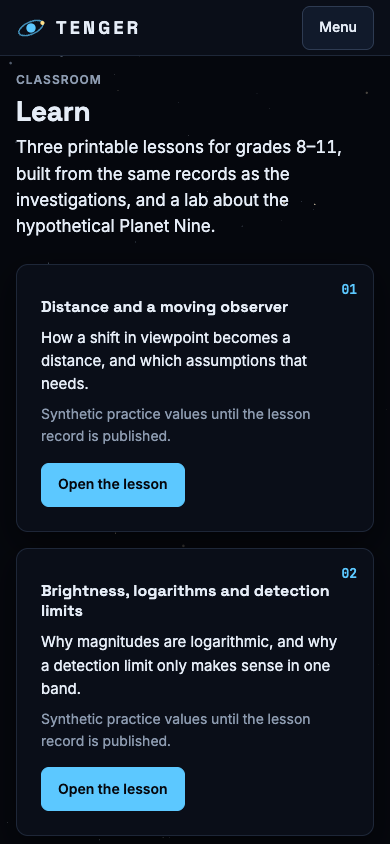 TENGER
Menu
CLASSROOM
Learn
Three printable lessons for grades 8–11,
built from the same records as the
investigations, and a lab about the
hypothetical Planet Nine.
01
Distance and a moving observer
How a shift in viewpoint becomes a
distance, and which assumptions that
needs.
Synthetic practice values until the lesson
record is published.
Open the lesson
02
Brightness, logarithms and detection
limits
Why magnitudes are logarithmic, and why
a detection limit only makes sense in one
band.
Synthetic practice values until the lesson
record is published.
Open the lesson